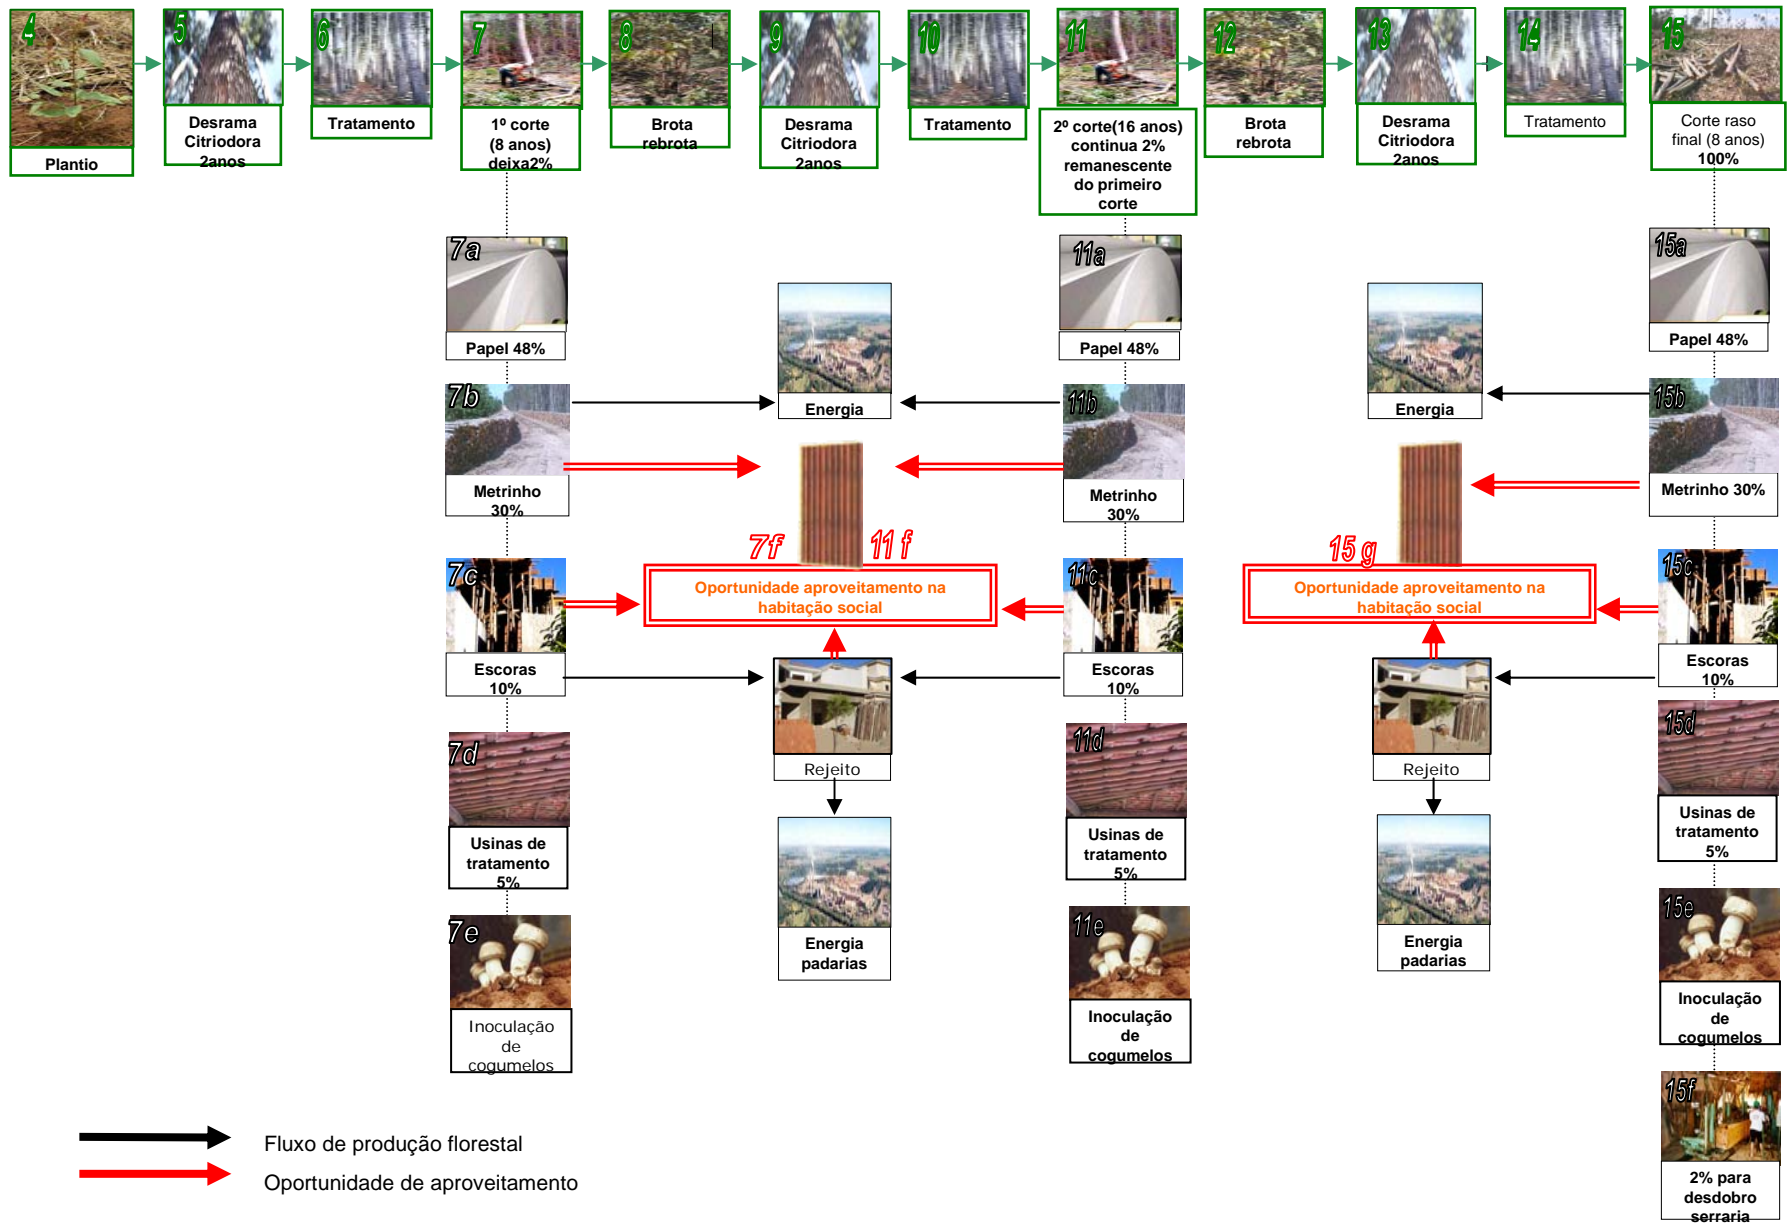 4
5
6
7
8
9
10
11
12
13
14
15
Plantio
Desrama
Citriodora
2anos
Tratamento
1º corte
(8 anos)
deixa2%
Brota
rebrota
Desrama
Citriodora
2anos
Tratamento
2º corte(16 anos)
continua 2%
remanescente
do primeiro
corte
Brota
rebrota
Desrama
Citriodora
2anos
Tratamento
Corte raso
final (8 anos)
100%
7a
Papel 48%
7b
Metrinho
30%
7c
Escoras
10%
7d
Usinas de
tratamento
5%
7e
Inoculação
de
cogumelos
Energia
7f
11 f
Oportunidade aproveitamento na
habitação social
Rejeito
Energia
padarias
11a
Papel 48%
11b
Metrinho
30%
11c
Escoras
10%
11d
Usinas de
tratamento
5%
11e
Inoculação
de
cogumelos
Energia
15 g
Oportunidade aproveitamento na
habitação social
Rejeito
Energia
padarias
15a
Papel 48%
15b
Metrinho 30%
15c
Escoras
10%
15d
Usinas de
tratamento
5%
15e
Inoculação
de
cogumelos
15f
2% para
desdobro
serraria
Fluxo de produção florestal
Oportunidade de aproveitamento